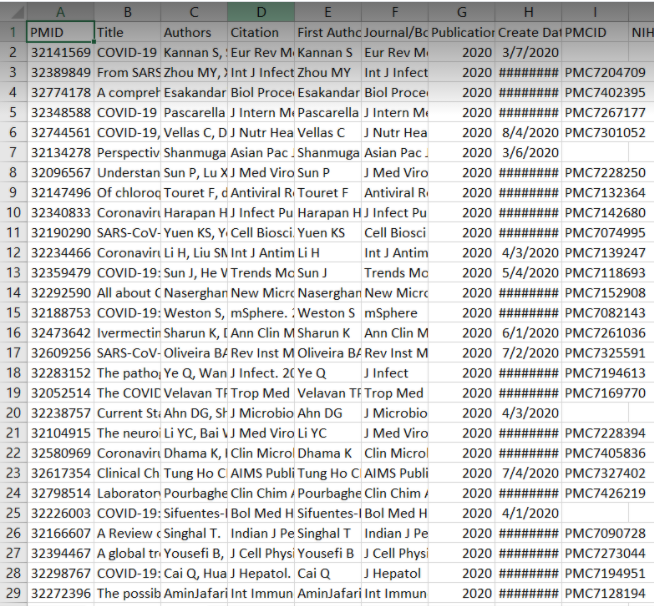 A B C D E F G H I
1 PMID Title Authors Citation First Autho Journal/Bo Publication Create Dat PMCID NIH
2 32141569 COVID-19 Kannan S, Eur Rev Me Kannan S Eur Rev Me 2020 3/7/2020
3 32389849 From SARS Zhou MY, Int J Infect Zhou MY Int J Infect 2020 ######## PMC7204709
4 32774178 A compreh Esakandar Biol Proce Esakandar Biol Proce 2020 ######## PMC7402395
5 32348588 COVID-19 Pascarella J Intern Me Pascarella J Intern Me 2020 ######## PMC7267177
6 32744561 COVID-19, Vellas C, D J Nutr Hea Vellas C J Nutr Hea 2020 8/4/2020 PMC7301052
7 32134278 Perspectiv Shanmuga Asian Pac J Shanmuga Asian Pac J 2020 3/6/2020
8 32096567 Understan Sun P, Lu X J Med Viro Sun P J Med Viro 2020 ######## PMC7228250
9 32147496 Of chloroq Touret F, d Antiviral Re Touret F Antiviral Re 2020 ######## PMC7132364
10 32340833 Coronaviru Harapan H J Infect Pu Harapan H J Infect Pu 2020 ######## PMC7142680
11 32190290 SARS-CoV- Yuen KS, Y Cell Biosci. Yuen KS Cell Biosci 2020 ######## PMC7074995
12 32234466 Coronaviru Li H, Liu SM Int J Antim Li H Int J Antim 2020 4/3/2020 PMC7139247
13 32359479 COVID-19: Sun J, He W Trends Mo Sun J Trends Mo 2020 5/4/2020 PMC7118693
14 32292590 All about C Naserghan New Micro Naserghan New Micro 2020 ######## PMC7152908
15 32188753 COVID-19: Weston S, mSphere. 2 Weston S mSphere 2020 ######## PMC7082143
16 32473642 Ivermectin Sharun K, D Ann Clin M Sharun K Ann Clin M 2020 6/1/2020 PMC7261036
17 32609256 SARS-CoV- Oliveira BA Rev Inst M Oliveira BA Rev Inst M 2020 7/2/2020 PMC7325591
18 32283152 The pathog Ye Q, Wan J Infect. 20 Ye Q J Infect 2020 ######## PMC7194613
19 32052514 The COVID Velavan TP Trop Med Velavan TP Trop Med 2020 ######## PMC7169770
20 32238757 Current Sta Ahn DG, Sh J Microbio Ahn DG J Microbio 2020 4/3/2020
21 32104915 The neuroi Li YC, Bai W J Med Viro Li YC J Med Viro 2020 ######## PMC7228394
22 32580969 Coronaviru Dhama K, Clin Microl Dhama K Clin Microl 2020 ######## PMC7405836
23 32617354 Clinical Ch Tung Ho C AIMS Publi Tung Ho C AIMS Publi 2020 7/4/2020 PMC7327402
24 32798514 Laboratory Pourbaghe Clin Chim A Pourbaghe Clin Chim A 2020 ######## PMC7426219
25 32226003 COVID-19: Sifuentes- Bol Med H Sifuentes- Bol Med H 2020 4/1/2020
26 32166607 A Review o Singhal T. Indian J Pe Singhal T Indian J Pe 2020 ######## PMC7090728
27 32394467 A global tre Yousefi B, J Cell Physi Yousefi B J Cell Physi 2020 ######## PMC7273044
28 32298767 COVID-19: Cai Q, Hua J Hepatol. Cai Q J Hepatol 2020 ######## PMC7194951
29 32272396 The possib AminJafari Int Immun AminJafari Int Immun 2020 ######## PMC7128194